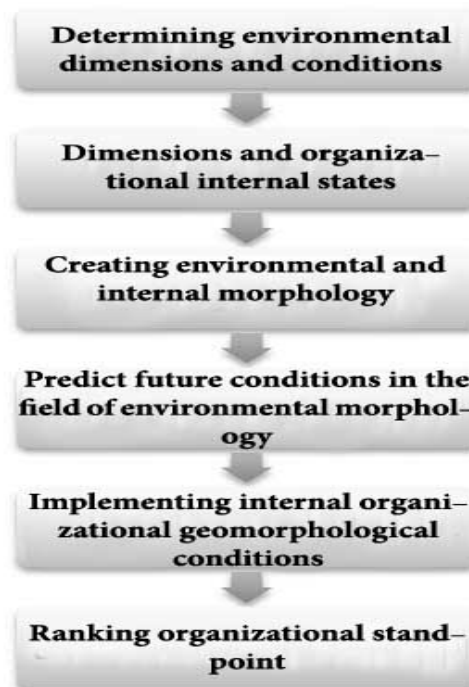 Determining environmental
dimensions and conditions
Dimensions and organiza–
tional internal states
Creating environmental and
internal morphology
Predict future conditions in the
field of environmental morphol–
ogy
Implementing internal organi–
zational geomorphological
conditions
Ranking organizational stand–
point